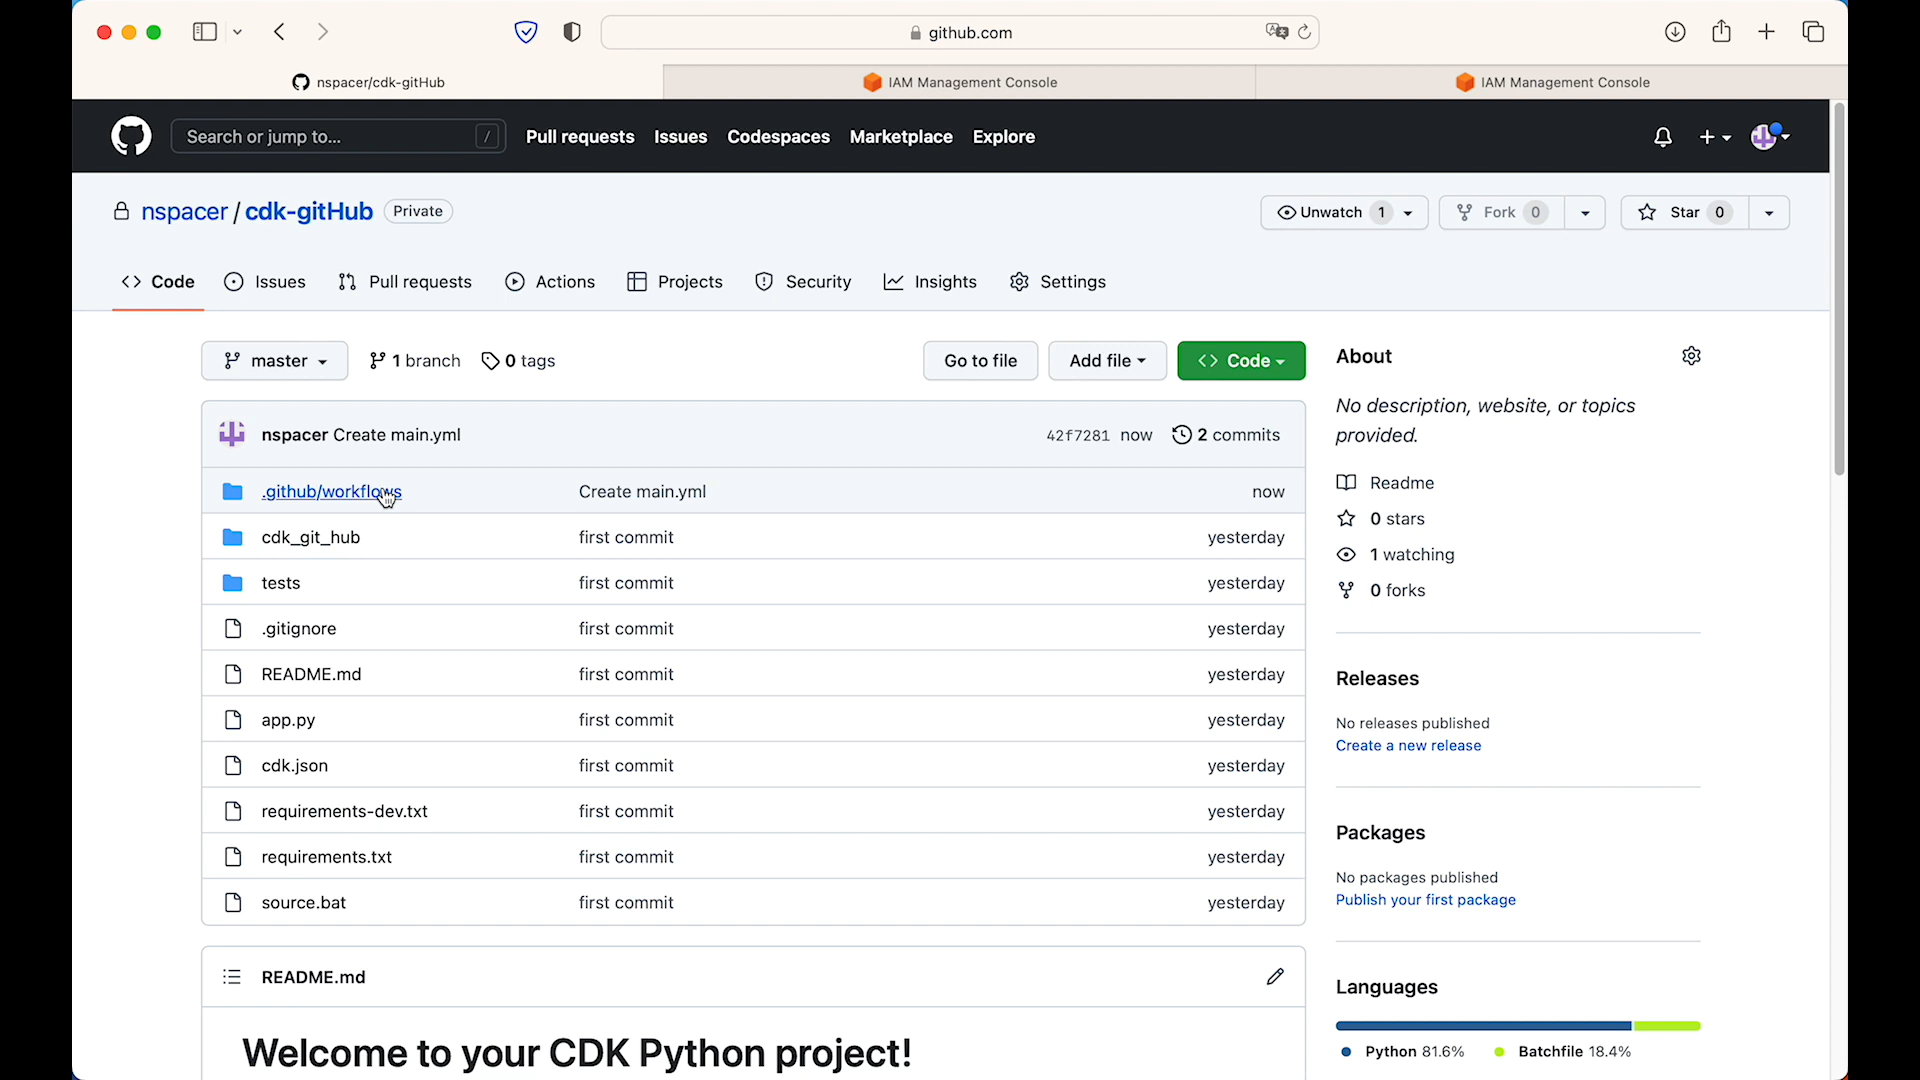 github.com
nspacer/cdk-gitHub
IAM Management Console
IAM Management Console
Search or jump to...
/
Pull requests
Issues
Codespaces
Marketplace
Explore
nspacer / cdk-gitHub
Private
Unwatch 1
Fork 0
Star 0
Code
Issues
Pull requests
Actions
Projects
Security
Insights
Settings
master
1 branch
0 tags
Go to file
Add file
Code
nspacer Create main.yml
42f7281 now
2 commits
.github/workflows
Create main.yml
now
cdk_git_hub
first commit
yesterday
tests
first commit
yesterday
.gitignore
first commit
yesterday
README.md
first commit
yesterday
app.py
first commit
yesterday
cdk.json
first commit
yesterday
requirements-dev.txt
first commit
yesterday
requirements.txt
first commit
yesterday
source.bat
first commit
yesterday
README.md
Welcome to your CDK Python project!
About
No description, website, or topics
provided.
Readme
0 stars
1 watching
0 forks
Releases
No releases published
Create a new release
Packages
No packages published
Publish your first package
Languages
Python 81.6%
Batchfile 18.4%